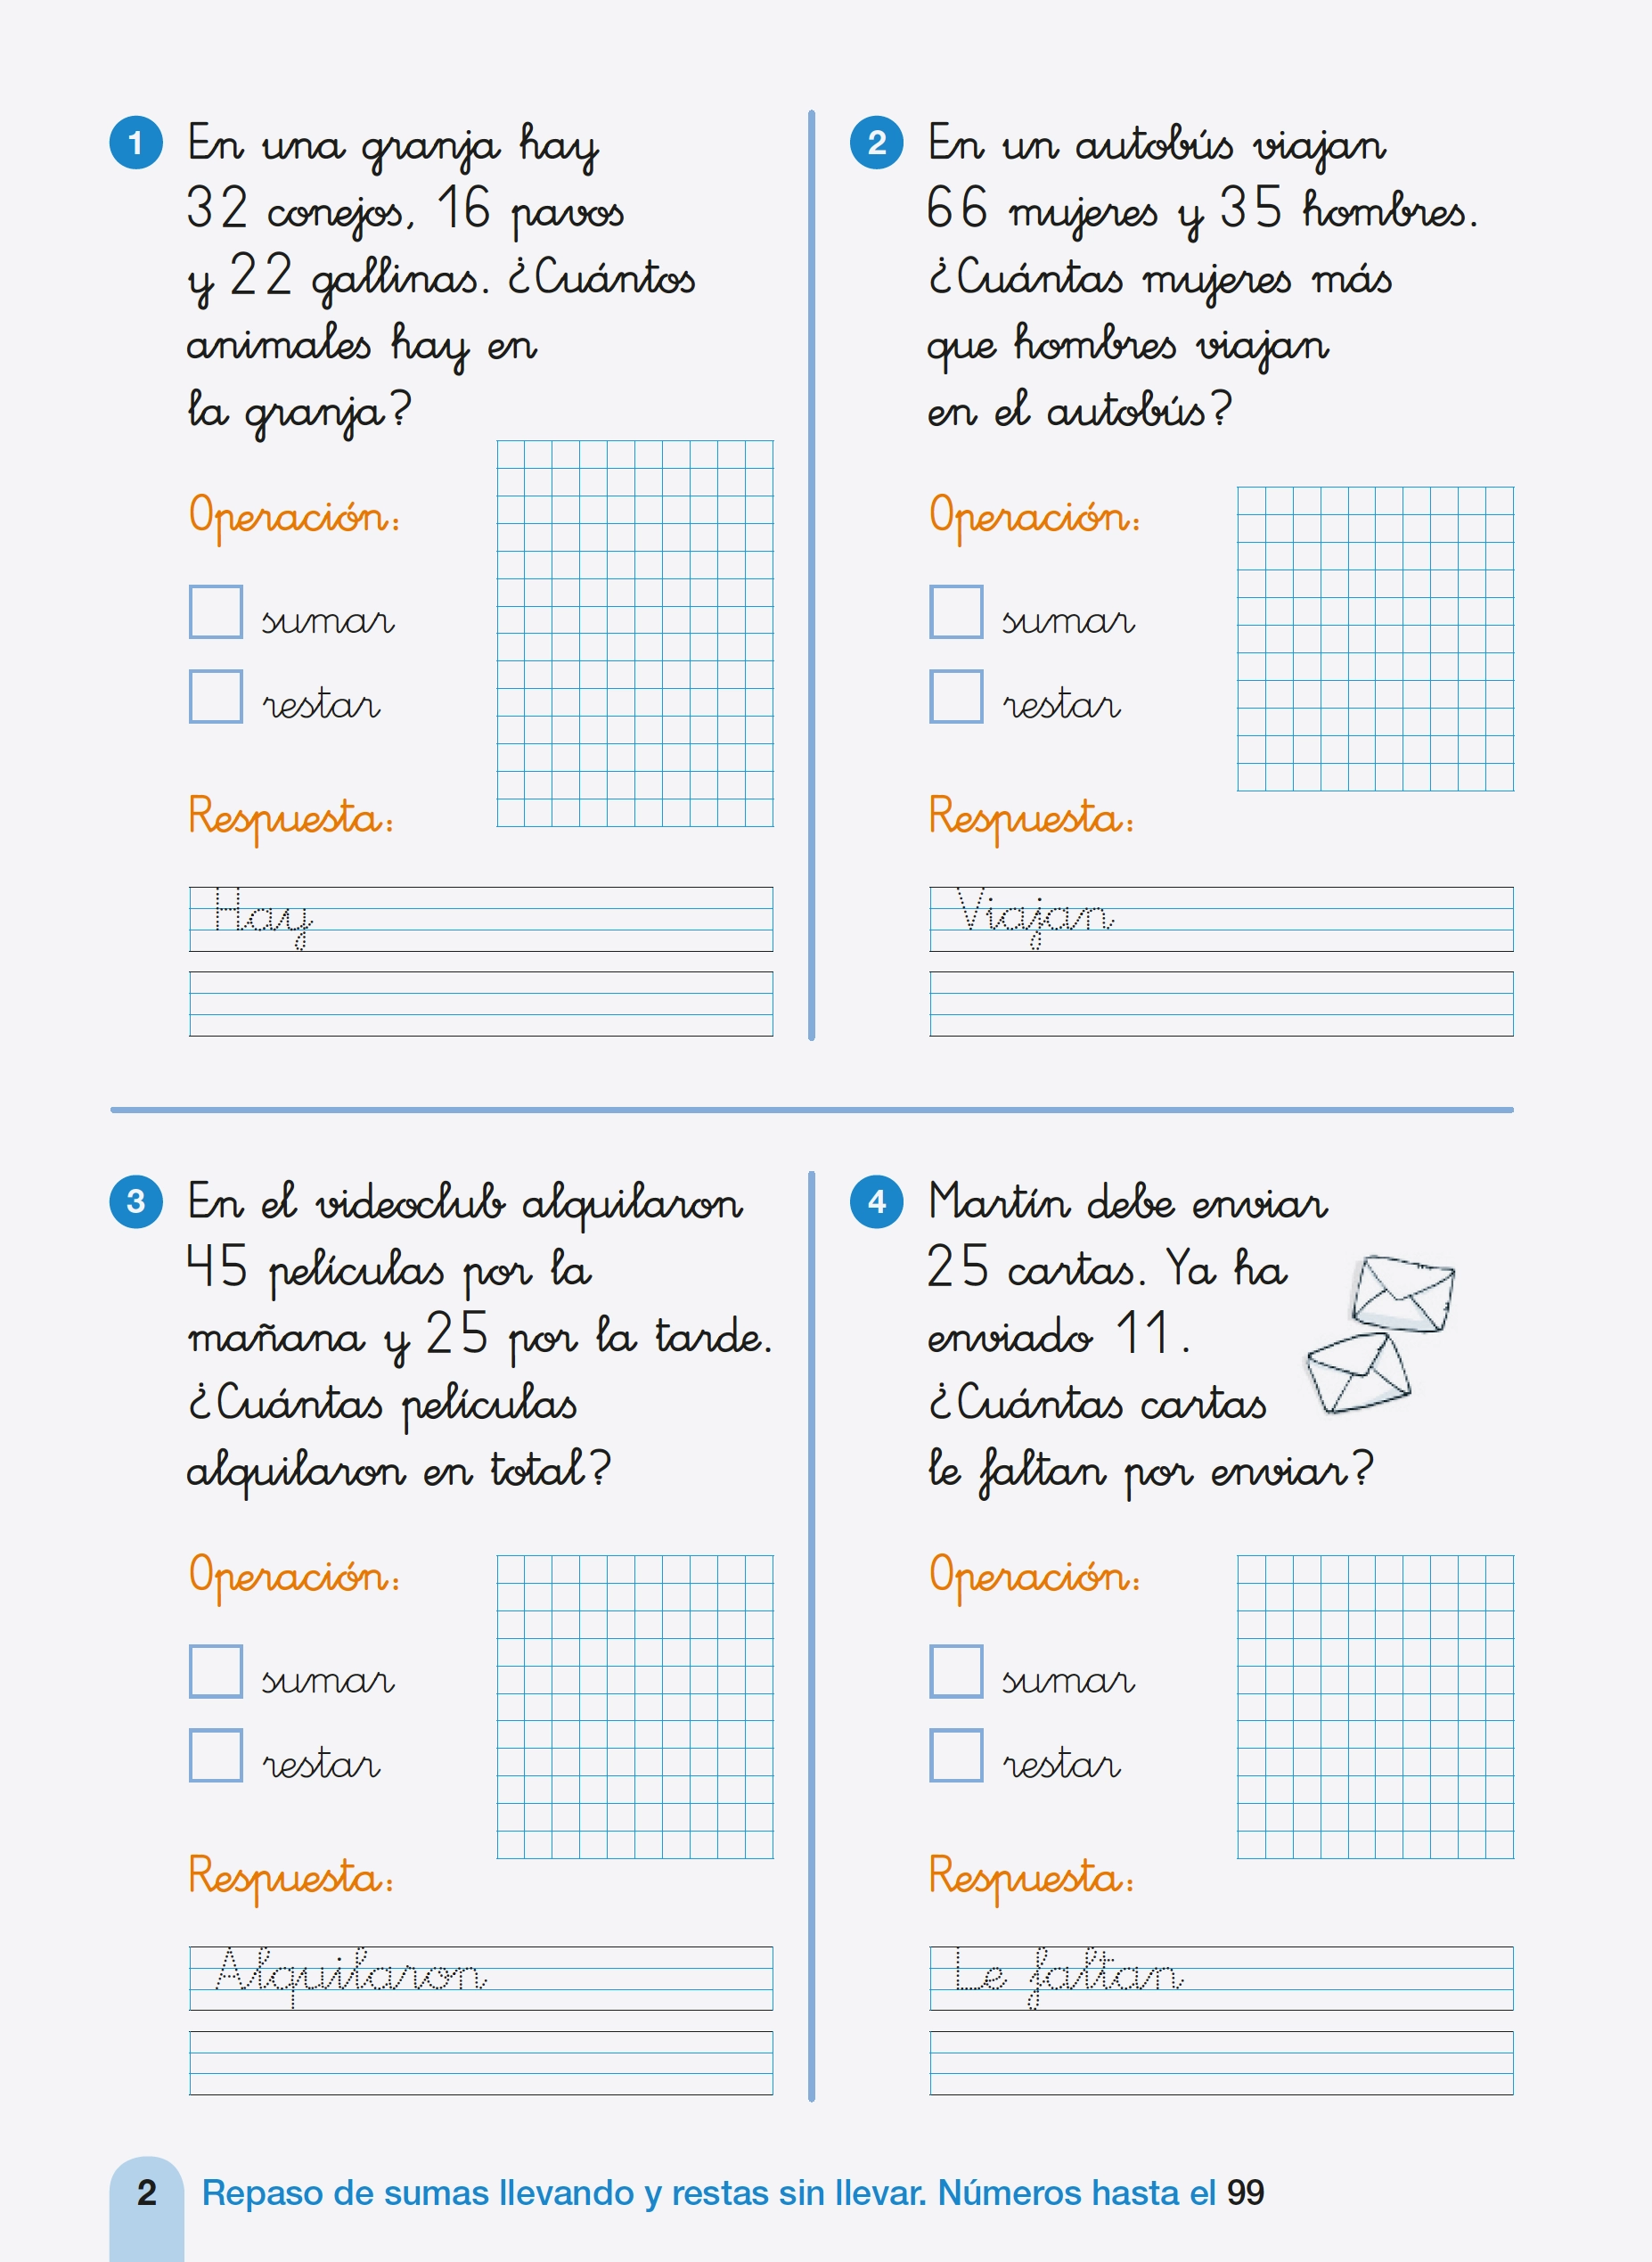 1
En una granja hay
32 conejos, 16 pavos
y 22 gallinas. ¿Cuántos
animales hay en
la granja?
Operación:
sumar
restar
Respuesta:
Hay
2
En un autobús viajan
66 mujeres y 35 hombres.
¿Cuántas mujeres más
que hombres viajan
en el autobús?
Operación:
sumar
restar
Respuesta:
Viajan
3
En el videoclub alquilaron
45 películas por la
mañana y 25 por la tarde.
¿Cuántas películas
alquilaron en total?
Operación:
sumar
restar
Respuesta:
Alquilaron
4
Martín debe enviar
25 cartas. Ya ha
enviado 11.
¿Cuántas cartas
le faltan por enviar?
Operación:
sumar
restar
Respuesta:
Le faltan
2 Repaso de sumas llevando y restas sin llevar. Números hasta el 99